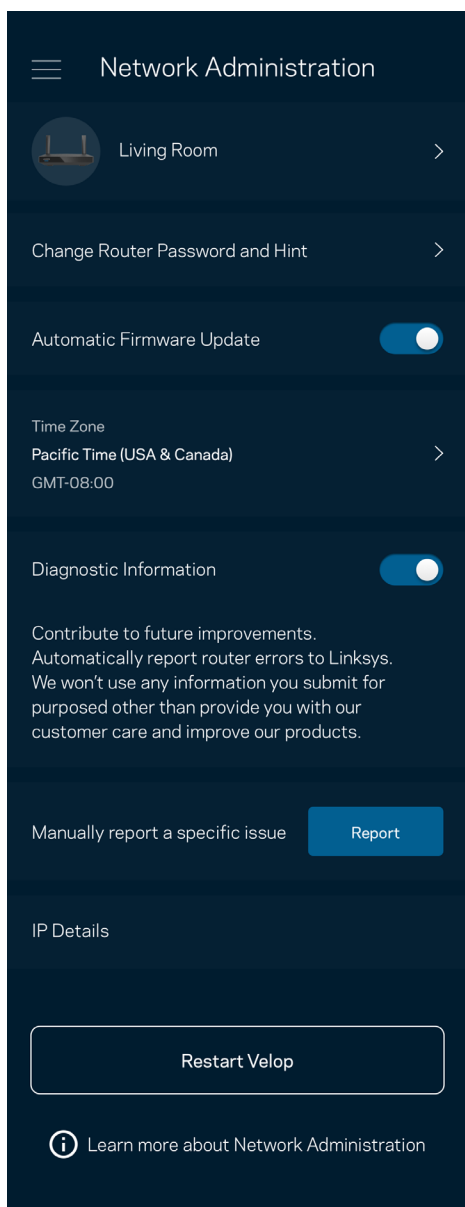 Network Administration
Living Room
Change Router Password and Hint
Automatic Firmware Update
Time Zone
Pacific Time (USA & Canada)
GMT-08:00
Diagnostic Information
Contribute to future improvements.
Automatically report router errors to Linksys.
We won't use any information you submit for
purposed other than provide you with our
customer care and improve our products.
Manually report a specific issue
Report
IP Details
Restart Velop
Learn more about Network Administration